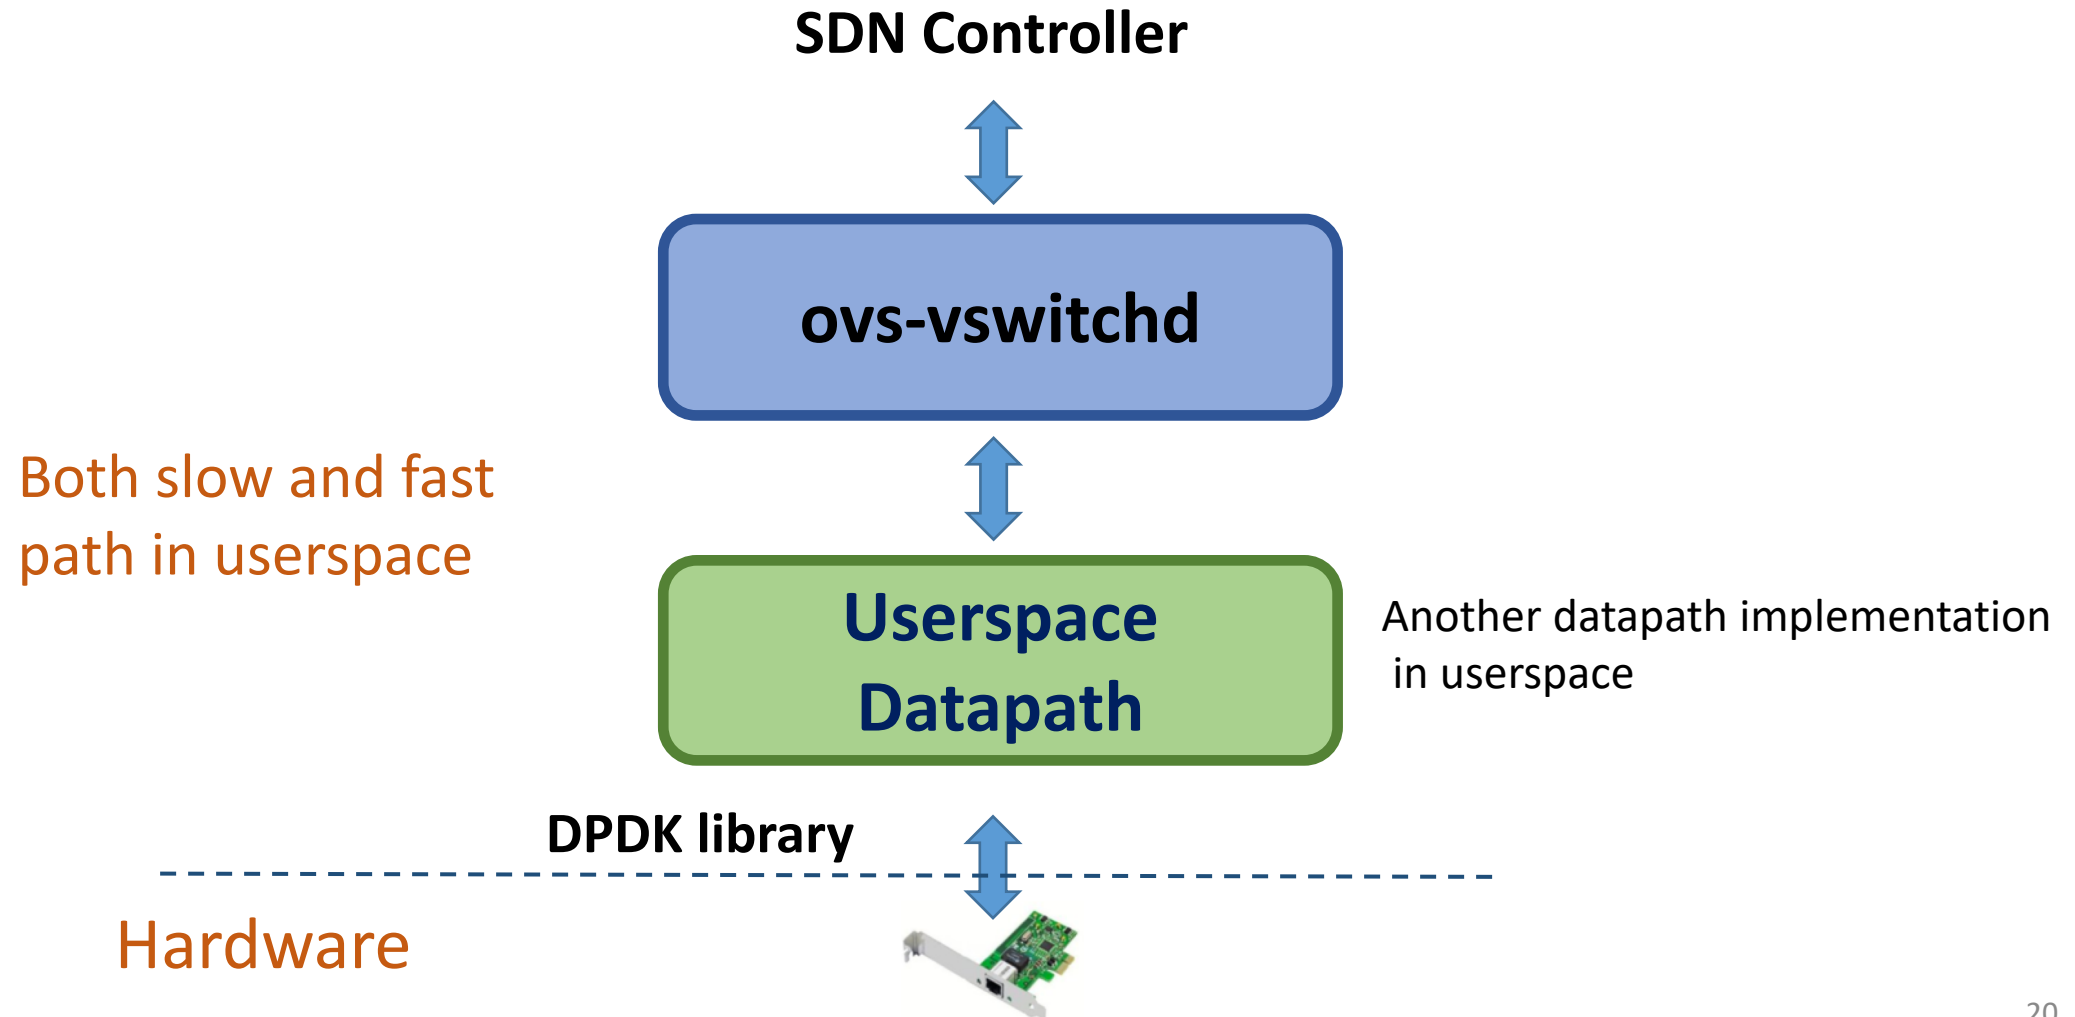 SDN Controller
ovs-vswitchd
Both slow and fast
path in userspace
Userspace
Datapath
Another datapath implementation
in userspace
DPDK library
Hardware
20